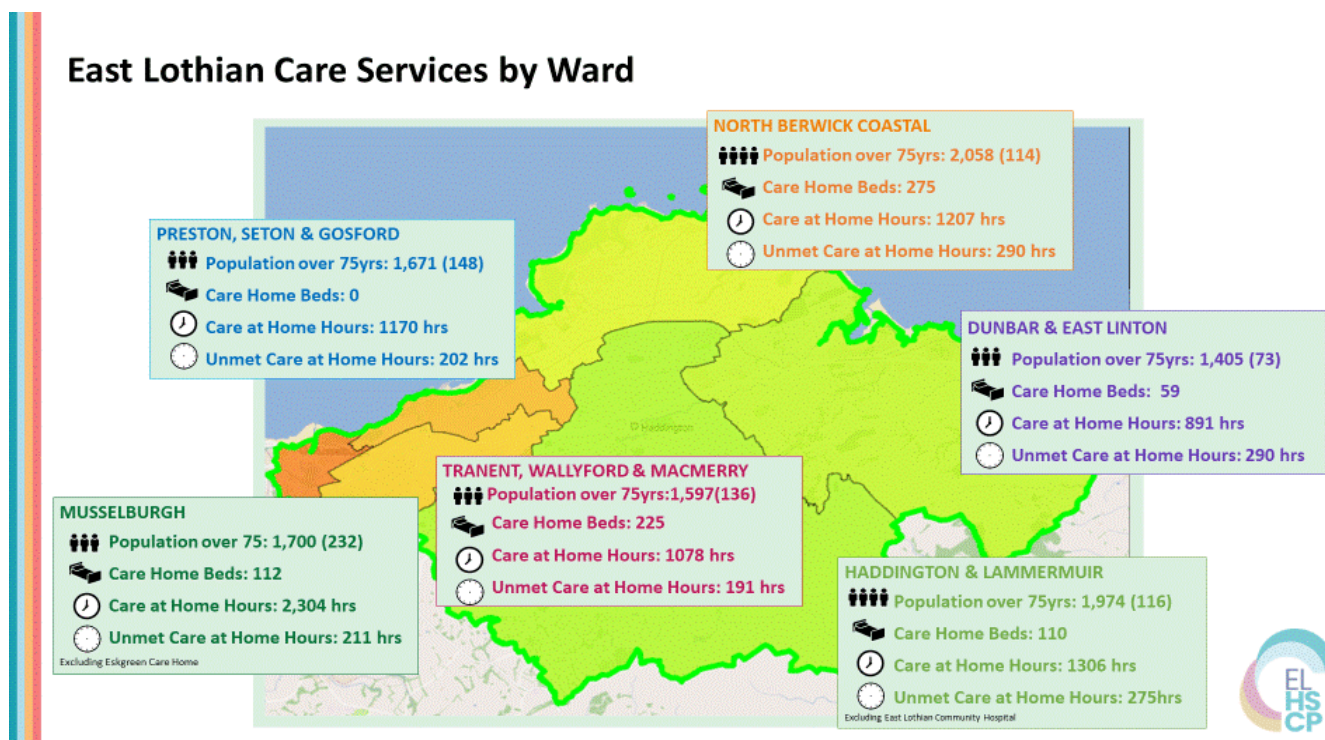 East Lothian Care Services by Ward
NORTH BERWICK COASTAL
Population over 75yrs: 2,058 (114)
Care Home Beds: 275
Care at Home Hours: 1207 hrs
Unmet Care at Home Hours: 290 hrs
PRESTON, SETON & GOSFORD
Population over 75yrs: 1,671 (148)
Care Home Beds: 0
Care at Home Hours: 1170 hrs
Unmet Care at Home Hours: 202 hrs
DUNBAR & EAST LINTON
Population over 75yrs: 1,405 (73)
Care Home Beds: 59
Care at Home Hours: 891 hrs
Unmet Care at Home Hours: 290 hrs
Haddington
TRANENT, WALLYFORD & MACMERRY
Population over 75yrs:1,597(136)
Care Home Beds: 225
Care at Home Hours: 1078 hrs
Unmet Care at Home Hours: 191 hrs
MUSSELBURGH
Population over 75: 1,700 (232)
Care Home Beds: 112
Care at Home Hours: 2,304 hrs
Unmet Care at Home Hours: 211 hrs
Excluding Eskgreen Care Home
HADDINGTON & LAMMERMUIR
Population over 75yrs: 1,974 (116)
Care Home Beds: 110
Care at Home Hours: 1306 hrs
Unmet Care at Home Hours: 275hrs
Excluding East Lothian Community Hospital
EL
HS
CP